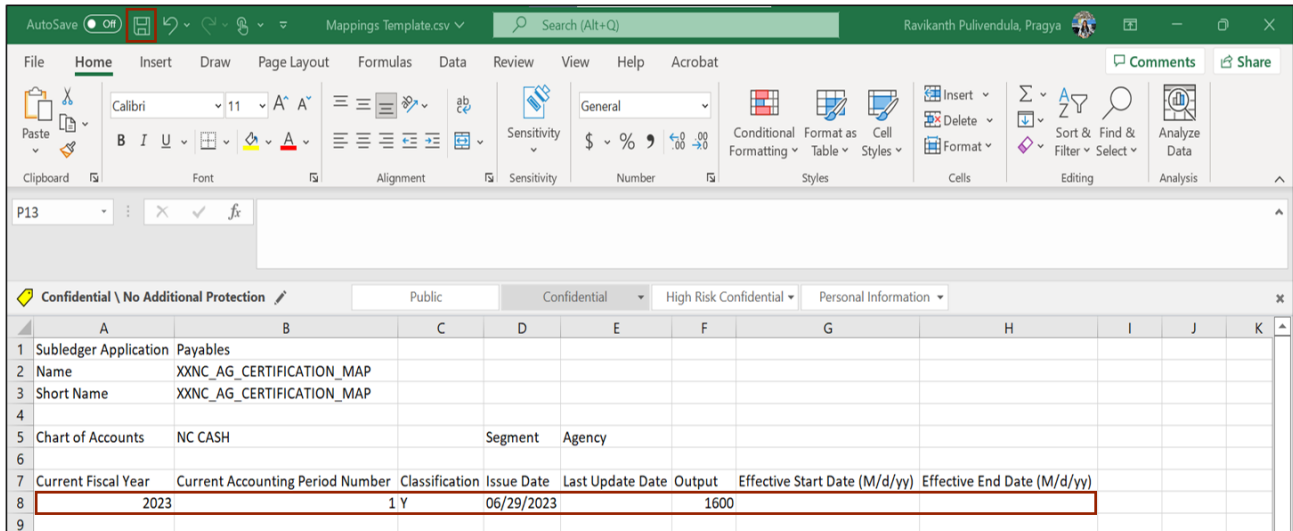 AutoSave Off Mappings Template.csv Search (Alt+Q) Ravikanth Pulivendula, Pragya
File Home Insert Draw Page Layout Formulas Data Review View Help Acrobat Comments Share
Calibri 11 A^ A˅ ab General
Paste B I U A $ % 9 Sensitivity Conditional Formatting Format as Table Cell Styles Insert Delete Format Sort & Filter Find & Select Analyze Data
Clipboard Font Alignment Sensitivity Number Styles Cells Editing Analysis
P13 fx
Confidential \ No Additional Protection Public Confidential High Risk Confidential Personal Information
A B C D E F G H I J K
1 Subledger Application Payables
2 Name XXNC_AG_CERTIFICATION_MAP
3 Short Name XXNC_AG_CERTIFICATION_MAP
4
5 Chart of Accounts NC CASH Segment Agency
6
7 Current Fiscal Year Current Accounting Period Number Classification Issue Date Last Update Date Output Effective Start Date (M/d/yy) Effective End Date (M/d/yy)
8 2023 1 Y 06/29/2023 1600
9